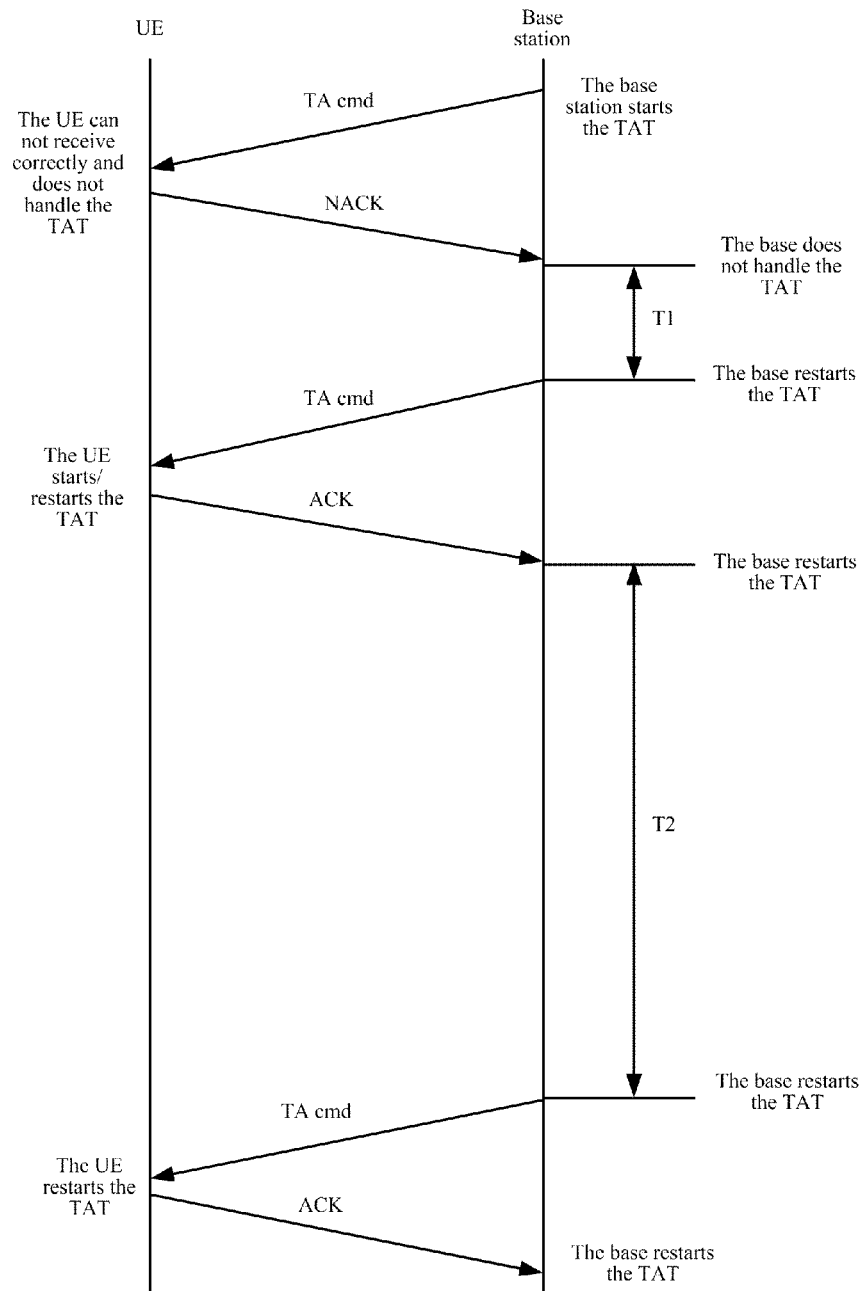 UE
Base
station
TA cmd
The base
station starts
the TAT
The UE can
not receive
correctly and
does not
handle the
TAT
NACK
The base does
not handle the
TAT
T1
The base restarts
the TAT
TA cmd
The UE
starts/
restarts the
TAT
ACK
The base restarts
the TAT
T2
The base restarts
the TAT
TA cmd
The UE
restarts the
TAT
ACK
The base restarts
the TAT